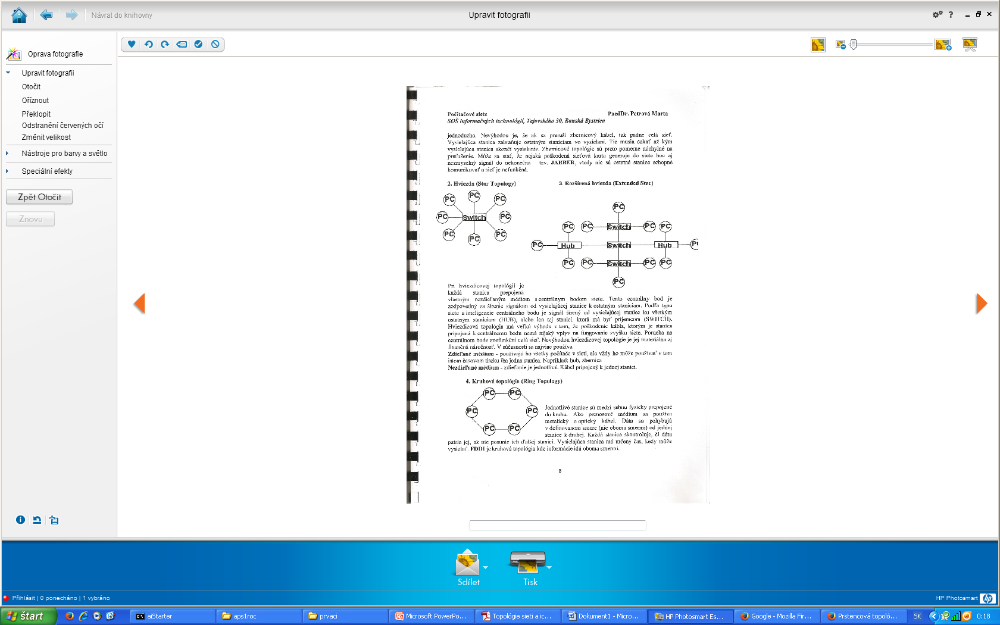 Návrat do knihovny
Upravit fotografii
?
Oprava fotografie
Upravit fotografii
Otočit
Oříznout
Překlopit
Odstranění červených očí
Změnit velikost
Nástroje pro barvy a světlo
Speciální efekty
Zpět Otočit
Znovu
Počítačové siete PaedDr. Petrová Marta
SOŠ informačných technológií, Tajovského 30, Banská Bystrica
jednoducho. Nevýhodou je, že ak sa preruší zbernicový kábel, tak padne celá sieť.
Vysielajúca stanica zabraňuje ostatným staniciam vo vysielaní. Tie musia čakať až kým
vysielajúca stanica skončí vysielanie. Zbernicové topológie sú preto pomerne náchylné na
preťaženie. Môže sa stať, že nejaká poškodená sieťová karta generuje do siete hoc aj
nezmyselný signál do nekonečna tzv. JABBER, vtedy nie sú ostatné stanice schopné
komunikovať a sieť je nefunkčná.
2. Hviezda (Star Topology)
3. Rozšírená hviezda (Extended Star)
PC
PC
PC
PC
Switch
PC
PC
PC
PC
PC
PC
PC
Switch
PC
PC
PC
Hub
Switch
Hub
PC
PC
PC
Switch
PC
PC
PC
Pri hviezdicovej topológií je
každá stanica prepojená
vlastným nezdieľaným médiom s centrálnym bodom siete. Tento centrálny bod je
zodpovedný za šírenie signálom od vysielajúcej stanice k ostatným staniciam. Podľa typu
siete a inteligencie centrálneho bodu je signál šírený od vysielajúcej stanice ku všetkým
ostatným staniciam (HUB), alebo len tej stanici, ktorá má byť príjemcom (SWITCH).
Hviezdicová topológia má veľkú výhodu v tom, že poškodenie kábla, ktorým je stanica
pripojená k centrálnemu bodu nemá nijaký vplyv na fungovanie zvyšku siete. Porucha na
centrálnom bode znefunkční celú sieť. Nevýhodou hviezdicovej topológie je jej materiálna aj
finančná náročnosť. V súčasnosti sa najviac používa.
Zdieľané médium - používajú ho všetky počítače v sieti, ale vždy ho môže používať v tom
istom časovom úseku iba jedna stanica. Napríklad: hub, zbernica
Nezdieľané médium - zdieľanie je jednotlivé. Kábel pripojený k jednej stanici.
4. Kruhová topológia (Ring Topology)
PC
PC
PC
PC
PC
PC
Jednotlivé stanice sú medzi sebou fyzicky prepojené
do kruhu. Ako prenosové médium sa používa
metalický a optický kábel. Dáta sa pohybujú
v definovanom smere (nie oboma smermi) od jednej
stanice k druhej. Každá stanica skontroluje, či dáta
patria jej, ak nie posunie ich ďalšej stanici. Vysielajúca stanica má určený čas, kedy môže
vysielať. FDDI je kruhová topológia kde informácie idú oboma smermi.
8
Sdílet
Tisk
Přihlásit | 0 ponecháno | 1 vybráno
HP Photosmart
hp
štart
aiStarter
aps1roc
prvaci
Microsoft PowerPo...
Topológie sieti a ic...
Dokument1 - Micro...
HP Photosmart Es...
Google - Mozilla Fir...
Prstencová topoló...
SK
0:18